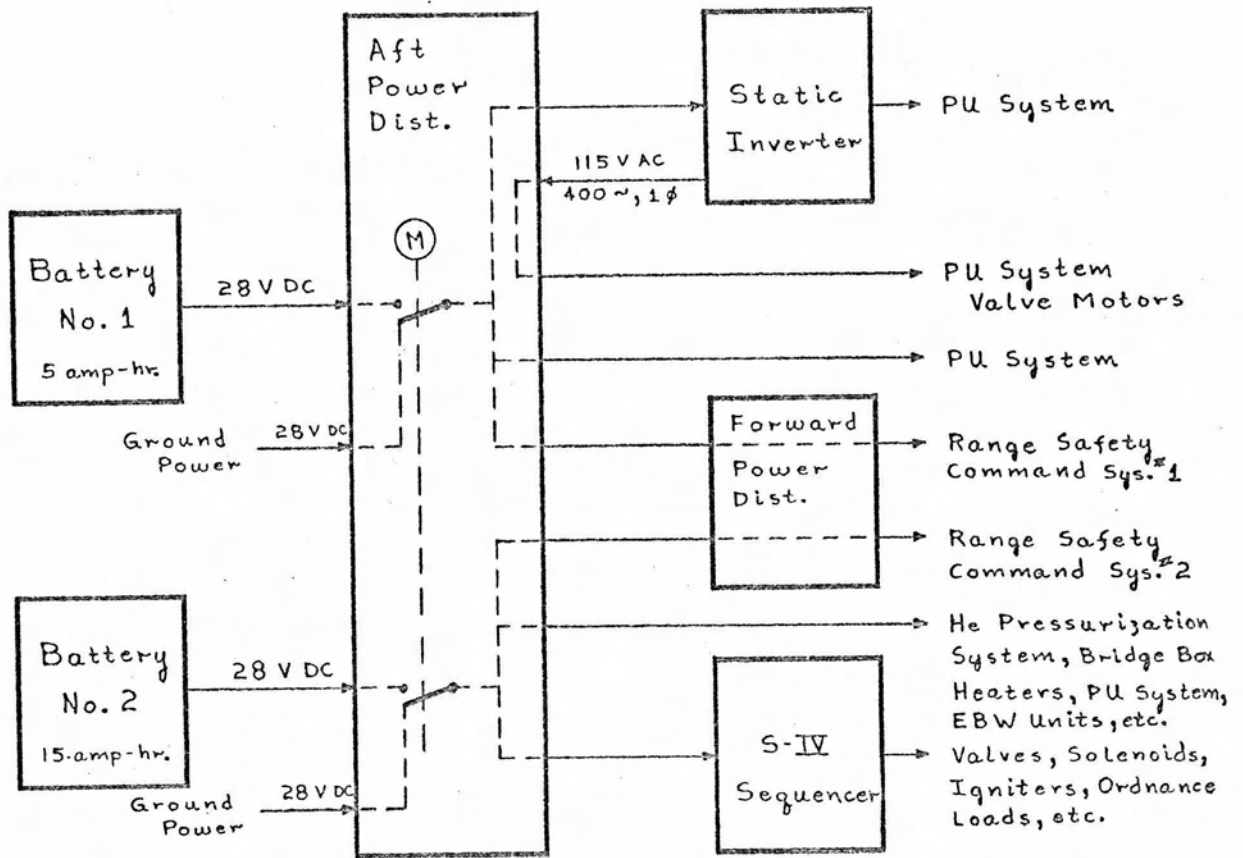 Aft
Power
Dist.
Static
Inverter
PU System
115 V AC
400 ~, 1ϕ
M
Battery
No. 1
5 amp-hr.
28 V DC
PU System
Valve Motors
PU System
Ground
Power
28 V DC
Forward
Power
Dist.
Range Safety
Command Sys. #1
Range Safety
Command Sys. #2
Battery
No. 2
15-amp-hr.
28 V DC
He Pressurization
System, Bridge Box
Heaters, PU System,
EBW Units, etc.
S-IV
Sequencer
Valves, Solenoids,
Igniters, Ordnance
Loads, etc.
Ground
Power
28 V DC